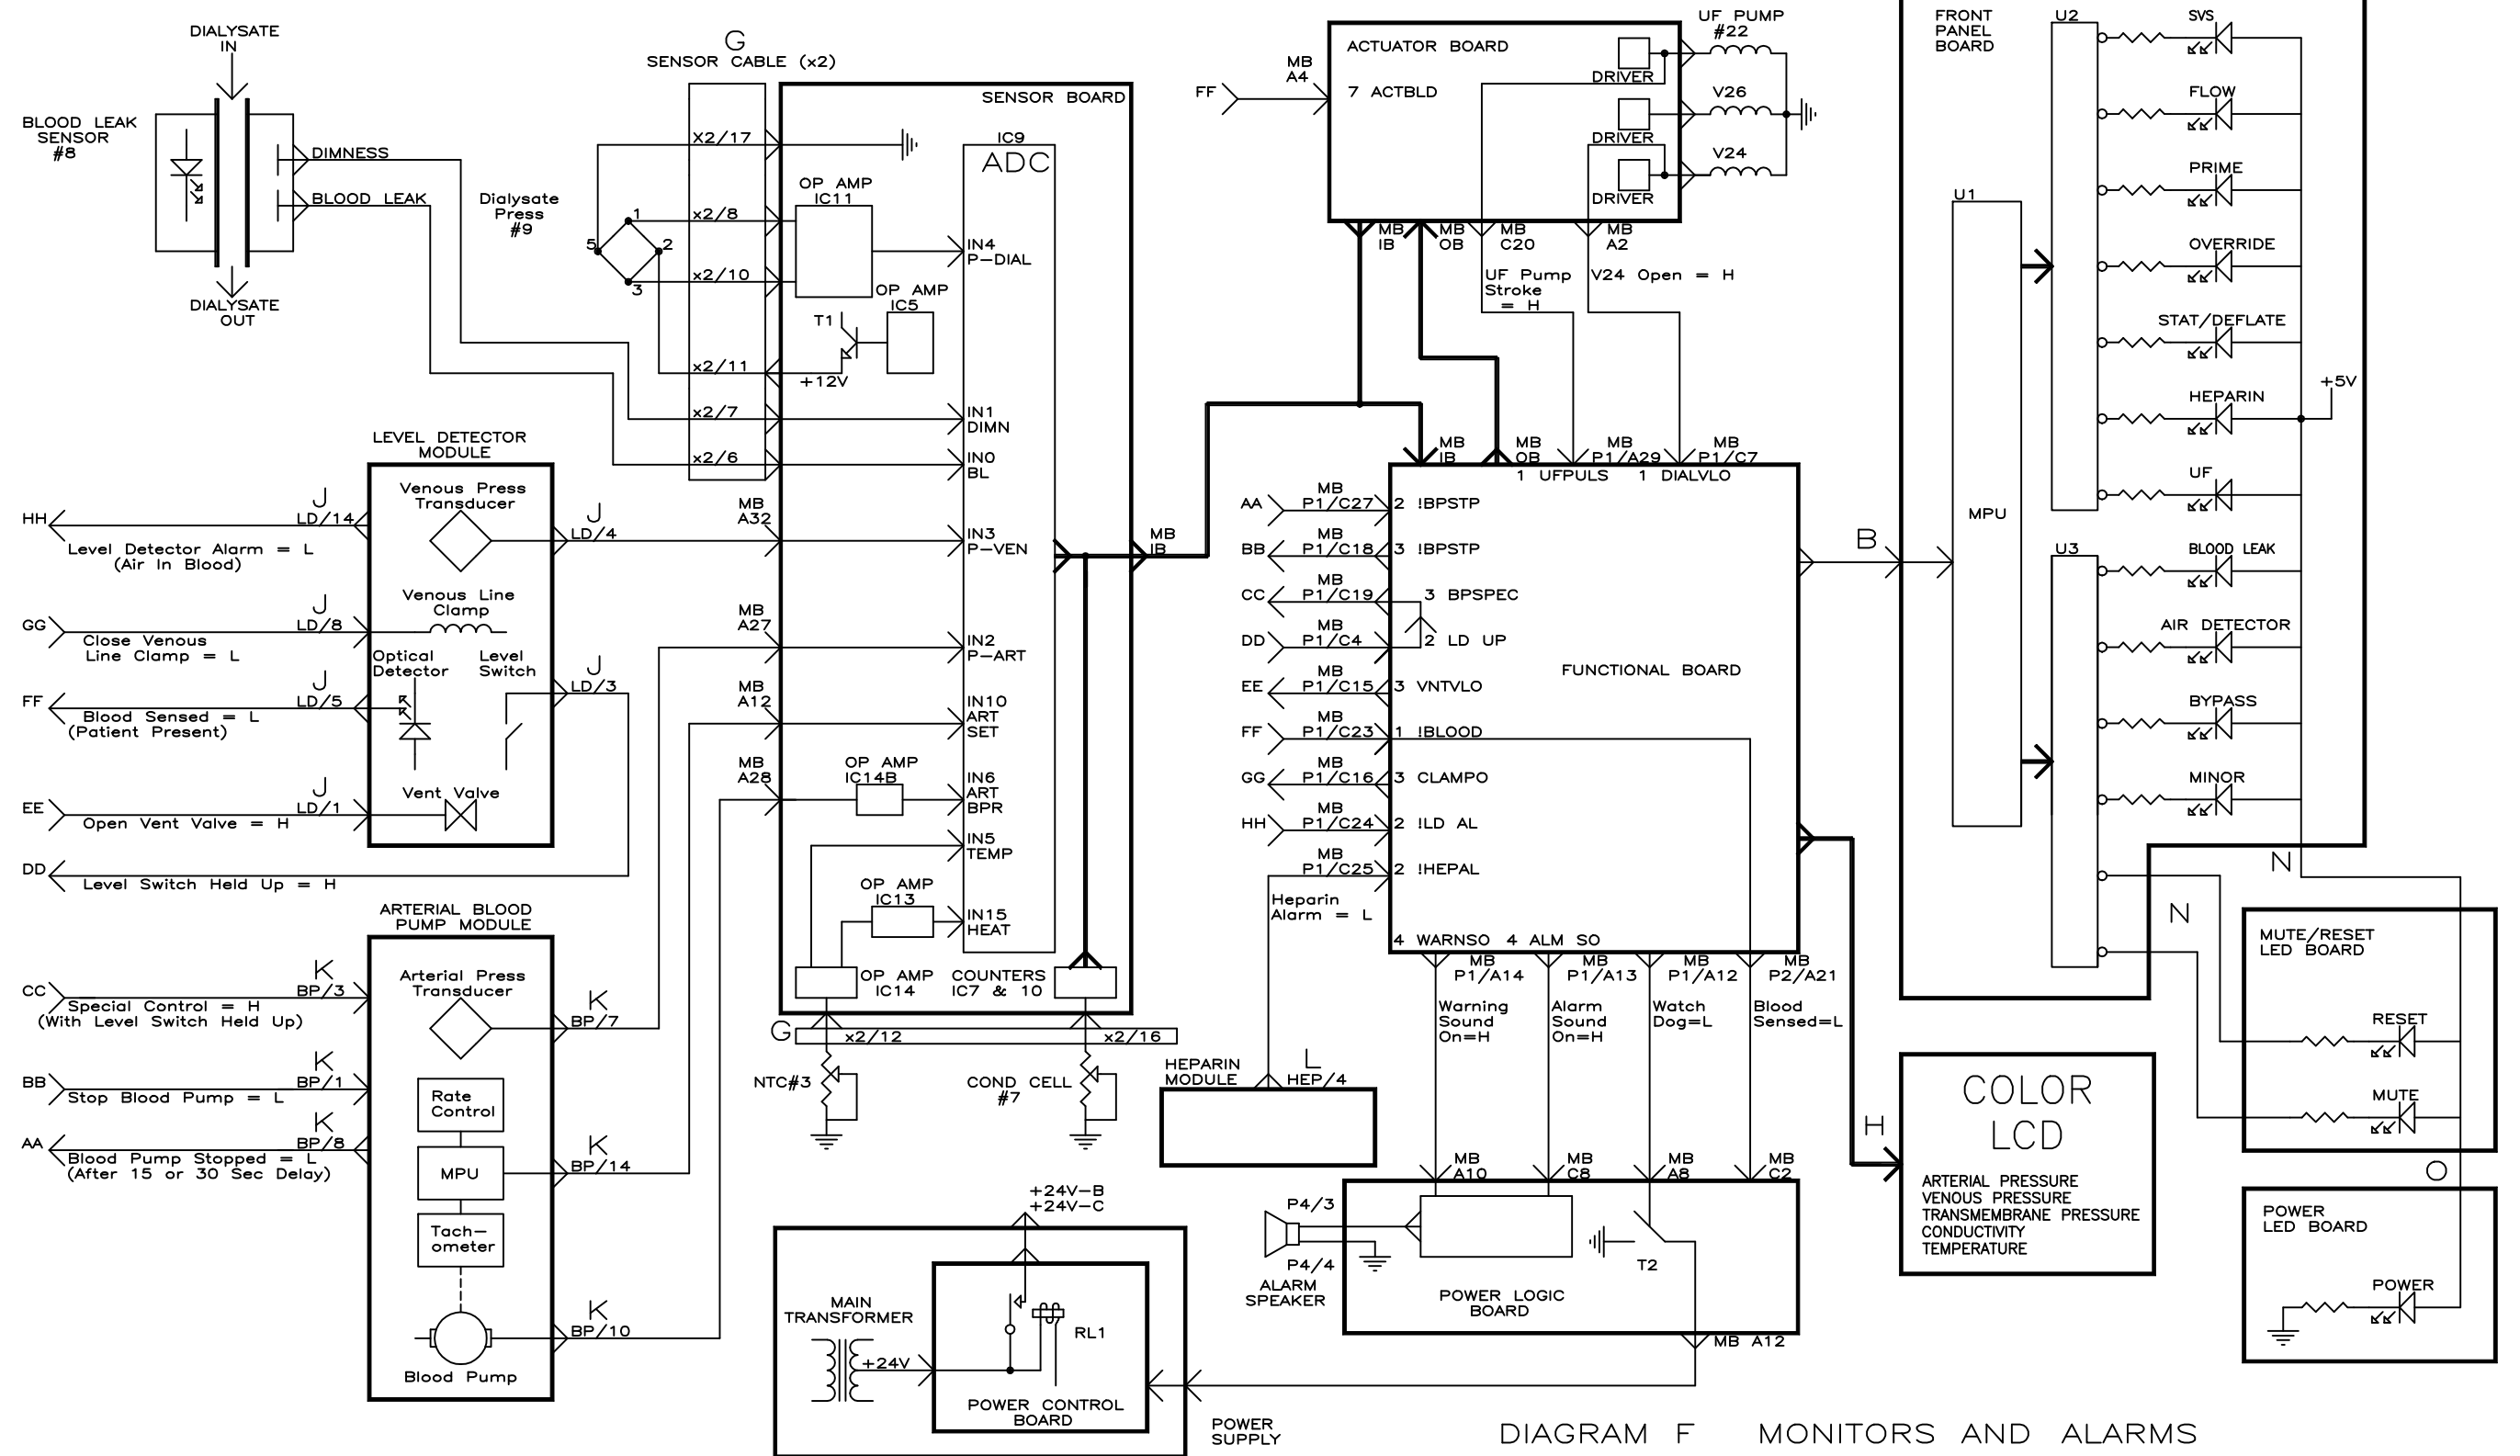 DIALYSATE
IN
BLOOD LEAK
SENSOR
#8
DIMNESS
BLOOD LEAK
DIALYSATE
OUT
G
SENSOR CABLE (x2)
Dialysate
Press
#9
1
2
3
5
X2/17
x2/8
x2/10
x2/11
x2/7
x2/6
SENSOR BOARD
IC9
ADC
OP AMP
IC11
OP AMP
IC5
T1
+12V
IN4
P-DIAL
IN1
DIMN
IN0
BL
IN3
P-VEN
IN2
P-ART
IN10
ART
SET
IN6
ART
BPR
IN5
TEMP
IN15
HEAT
OP AMP
IC14B
OP AMP
IC13
OP AMP
IC14
COUNTERS
IC7 & 10
MB
A32
MB
A27
MB
A12
MB
A28
MB
IB
G
x2/12
x2/16
NTC#3
COND CELL
#7
LEVEL DETECTOR
MODULE
Venous Press
Transducer
Venous Line
Clamp
Optical
Detector
Level
Switch
Vent Valve
HH
J
LD/14
Level Detector Alarm = L
(Air In Blood)
J
LD/4
GG
J
LD/8
Close Venous
Line Clamp = L
J
LD/3
FF
J
LD/5
Blood Sensed = L
(Patient Present)
EE
J
LD/1
Open Vent Valve = H
DD
Level Switch Held Up = H
ARTERIAL BLOOD
PUMP MODULE
Arterial Press
Transducer
Rate
Control
MPU
Tach-
ometer
Blood Pump
CC
K
BP/3
Special Control = H
(With Level Switch Held Up)
K
BP/7
BB
K
BP/1
Stop Blood Pump = L
AA
K
BP/8
Blood Pump Stopped = L
(After 15 or 30 Sec Delay)
K
BP/14
K
BP/10
FF
MB
A4
ACTUATOR BOARD
7 ACTBLD
DRIVER
DRIVER
DRIVER
UF PUMP
#22
V26
V24
MB
IB
MB
OB
MB
C20
MB
A2
UF Pump
Stroke
= H
V24 Open = H
MB
IB
MB
OB
MB
P1/A29
MB
P1/C7
1 UFPULS
1 DIALVLO
AA
MB
P1/C27
2 !BPSTP
BB
MB
P1/C18
3 !BPSTP
CC
MB
P1/C19
3 BPSPEC
DD
MB
P1/C4
2 LD UP
EE
MB
P1/C15
3 VNTVLO
FF
MB
P1/C23
1 !BLOOD
GG
MB
P1/C16
3 CLAMPO
HH
MB
P1/C24
2 !LD AL
MB
P1/C25
2 !HEPAL
FUNCTIONAL BOARD
Heparin
Alarm = L
4 WARNSO
4 ALM SO
MB
P1/A14
MB
P1/A13
MB
P1/A12
MB
P2/A21
Warning
Sound
On=H
Alarm
Sound
On=H
Watch
Dog=L
Blood
Sensed=L
HEPARIN
MODULE
L
HEP/4
MB
A10
MB
C8
MB
A8
MB
C2
P4/3
P4/4
ALARM
SPEAKER
T2
POWER LOGIC
BOARD
MB A12
+24V-B
+24V-C
MAIN
TRANSFORMER
+24V
RL1
POWER CONTROL
BOARD
POWER
SUPPLY
B
FRONT
PANEL
BOARD
U1
MPU
U2
U3
SVS
FLOW
PRIME
OVERRIDE
STAT/DEFLATE
HEPARIN
+5V
UF
BLOOD LEAK
AIR DETECTOR
BYPASS
MINOR
N
N
MUTE/RESET
LED BOARD
RESET
MUTE
O
POWER
LED BOARD
POWER
H
COLOR
LCD
ARTERIAL PRESSURE
VENOUS PRESSURE
TRANSMEMBRANE PRESSURE
CONDUCTIVITY
TEMPERATURE
DIAGRAM F MONITORS AND ALARMS